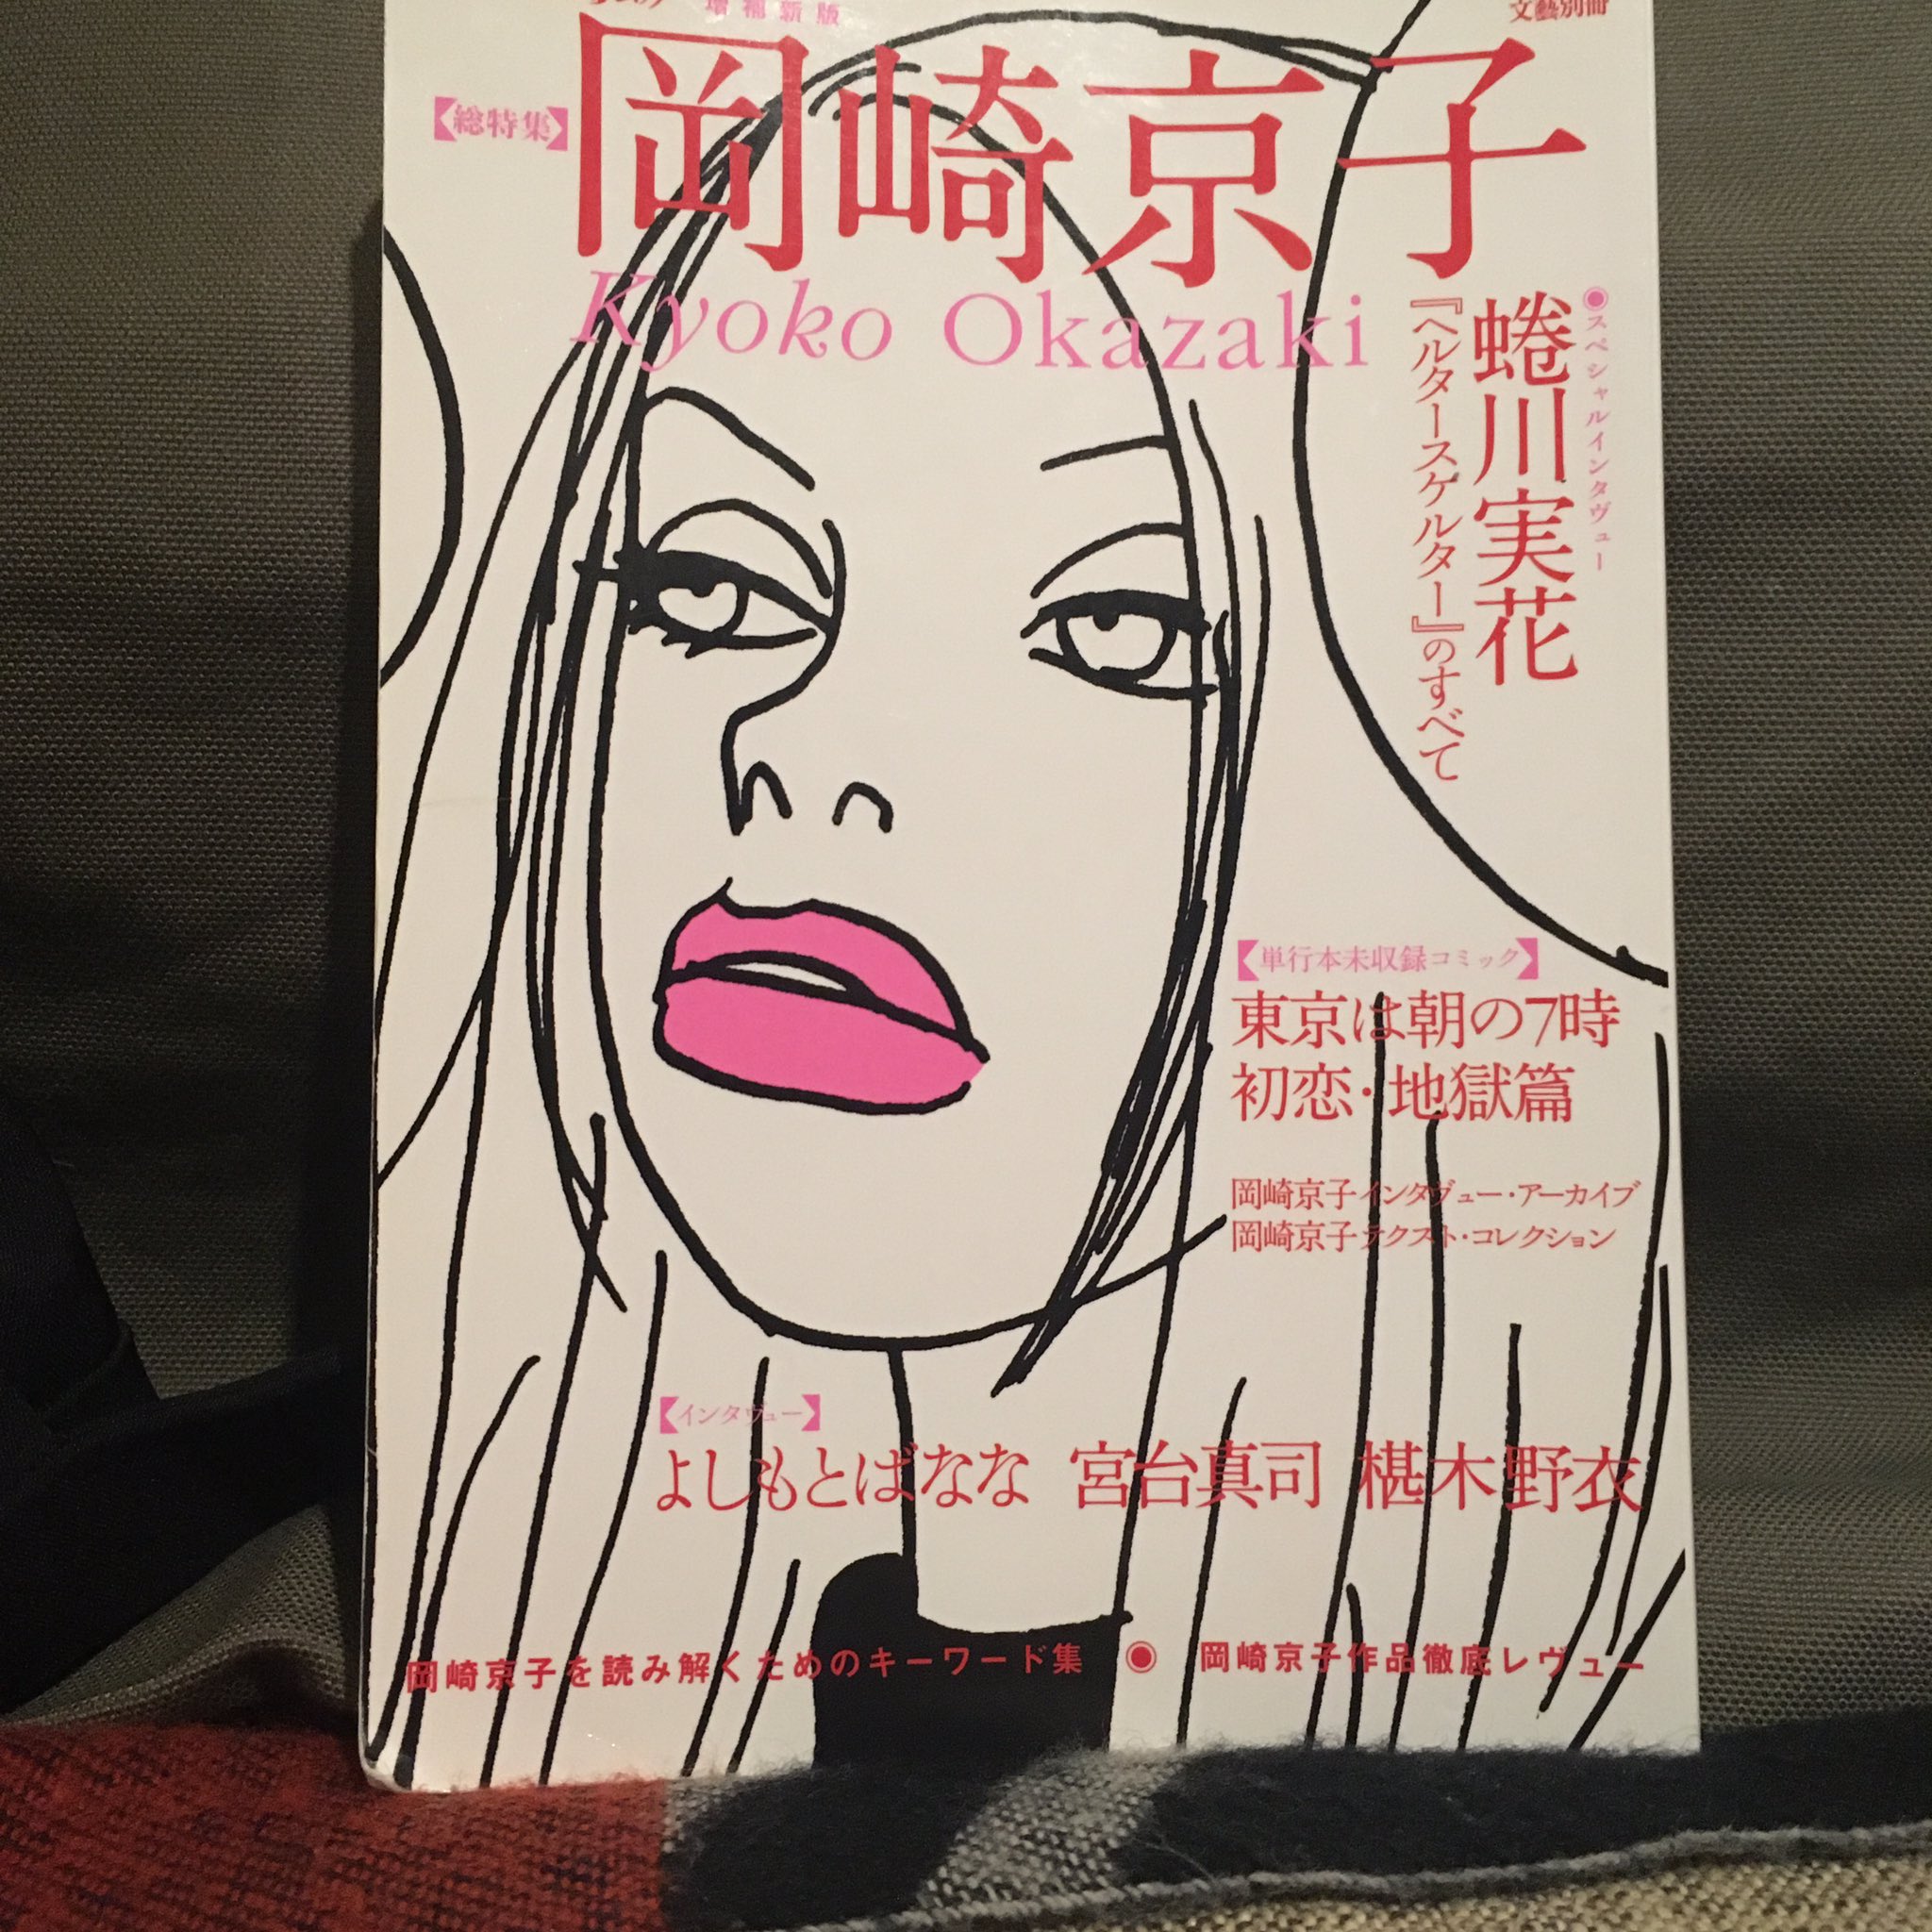 増補新版
文藝別冊
【総特集】
岡崎京子
Kyoko Okazaki
◉スペシャルインタヴュー
蜷川実花
『ヘルタースケルター』のすべて
【単行本未収録コミック】
東京は朝の7時
初恋・地獄篇
岡崎京子インタヴュー・アーカイブ
岡崎京子テクスト・コレクション
【インタヴュー】
よしもとばなな 宮台真司 椹木野衣
岡崎京子を読み解くためのキーワード集 ◉ 岡崎京子作品徹底レヴュー